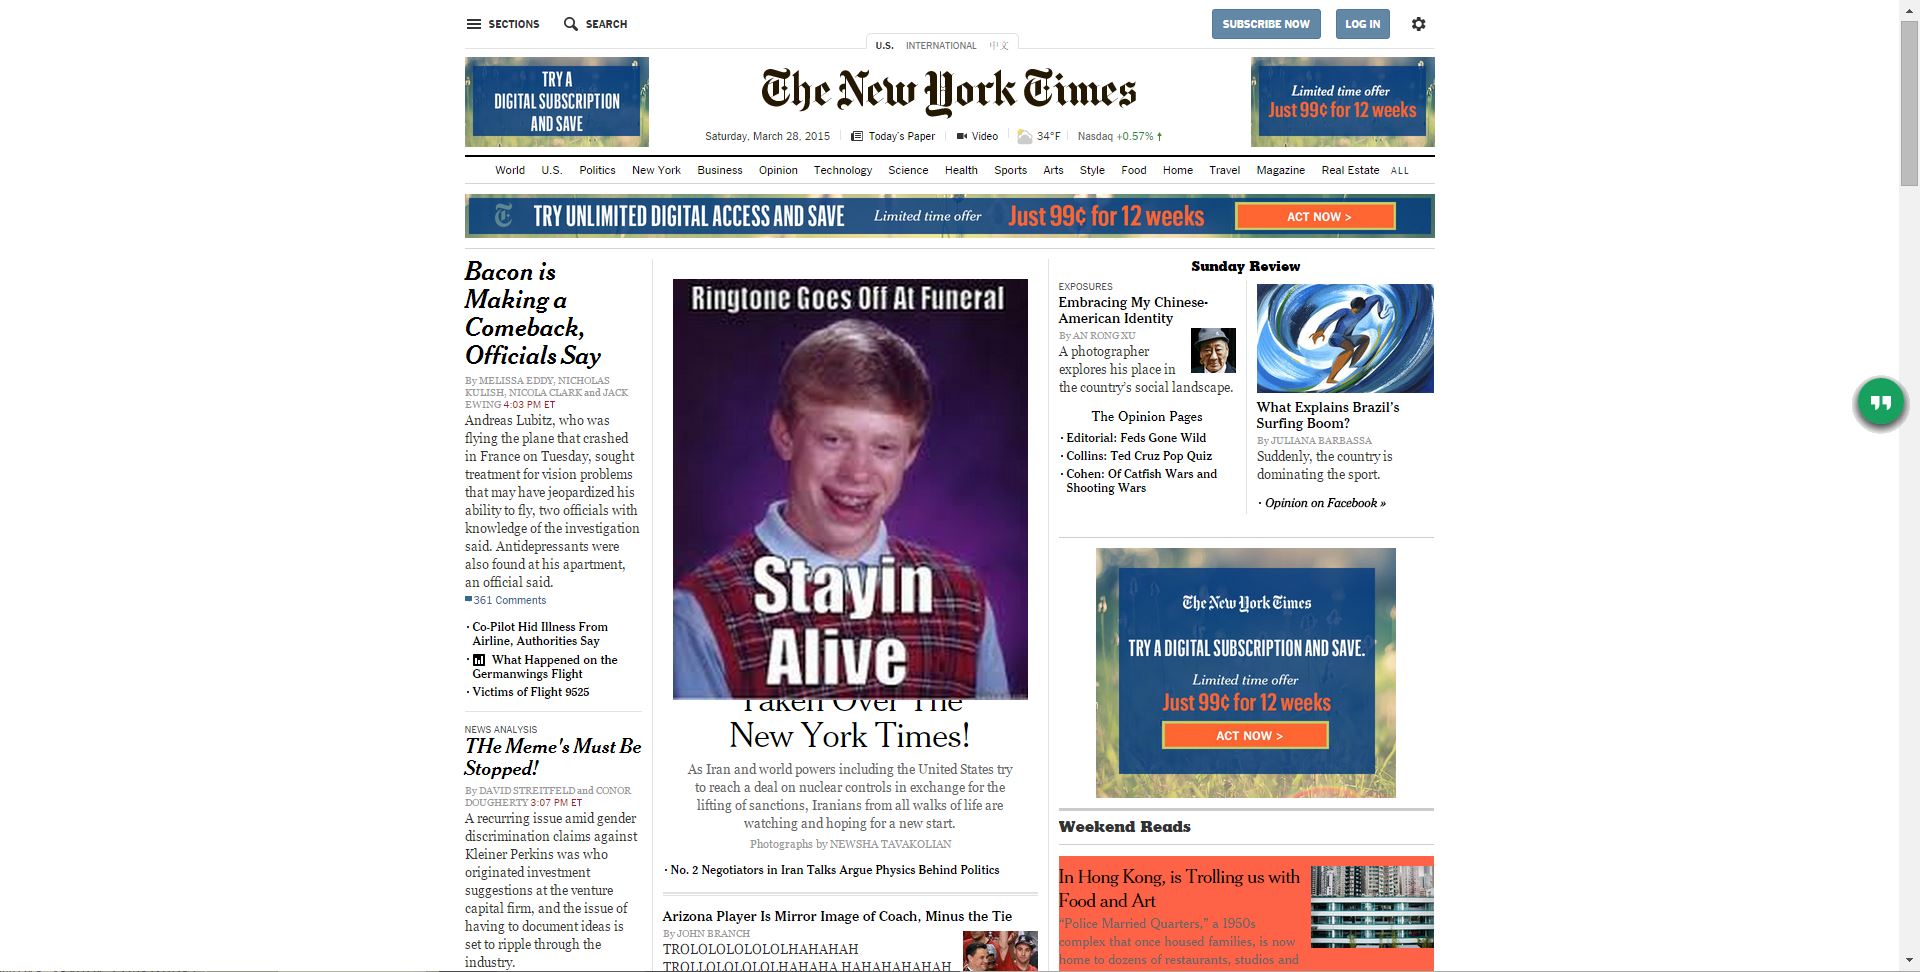 SECTIONS
SEARCH
SUBSCRIBE NOW
LOG IN
U.S. INTERNATIONAL 中文
TRY A
DIGITAL SUBSCRIPTION
AND SAVE
The New York Times
Limited time offer
Just 99¢ for 12 weeks
Saturday, March 28, 2015
Today's Paper
Video
34°F
Nasdaq +0.57% ↑
World U.S. Politics New York Business Opinion Technology Science Health Sports Arts Style Food Home Travel Magazine Real Estate ALL
TRY UNLIMITED DIGITAL ACCESS AND SAVE Limited time offer Just 99¢ for 12 weeks ACT NOW >
Bacon is
Making a
Comeback,
Officials Say
By MELISSA EDDY, NICHOLAS
KULISH, NICOLA CLARK and JACK
EWING 4:03 PM ET
Andreas Lubitz, who was
flying the plane that crashed
in France on Tuesday, sought
treatment for vision problems
that may have jeopardized his
ability to fly, two officials with
knowledge of the investigation
said. Antidepressants were
also found at his apartment,
an official said.
361 Comments
· Co-Pilot Hid Illness From
Airline, Authorities Say
· What Happened on the
Germanwings Flight
· Victims of Flight 9525
NEWS ANALYSIS
THe Meme's Must Be
Stopped!
By DAVID STREITFELD and CONOR
DOUGHERTY 3:07 PM ET
A recurring issue amid gender
discrimination claims against
Kleiner Perkins was who
originated investment
suggestions at the venture
capital firm, and the issue of
having to document ideas is
set to ripple through the
industry.
Ringtone Goes Off At Funeral
Stayin
Alive
Taken Over The
New York Times!
As Iran and world powers including the United States try
to reach a deal on nuclear controls in exchange for the
lifting of sanctions, Iranians from all walks of life are
watching and hoping for a new start.
Photographs by NEWSHA TAVAKOLIAN
· No. 2 Negotiators in Iran Talks Argue Physics Behind Politics
Arizona Player Is Mirror Image of Coach, Minus the Tie
By JOHN BRANCH
TROLOLOLOLOLOLHAHAHAH
TROLLOLOLOLOLHAHAHA HAHAHAHAHAH
Sunday Review
EXPOSURES
Embracing My Chinese-
American Identity
By AN RONG XU
A photographer
explores his place in
the country's social landscape.
The Opinion Pages
· Editorial: Feds Gone Wild
· Collins: Ted Cruz Pop Quiz
· Cohen: Of Catfish Wars and
Shooting Wars
What Explains Brazil's
Surfing Boom?
By JULIANA BARBASSA
Suddenly, the country is
dominating the sport.
· Opinion on Facebook »
The New York Times
TRY A DIGITAL SUBSCRIPTION AND SAVE.
Limited time offer
Just 99¢ for 12 weeks
ACT NOW >
Weekend Reads
In Hong Kong, is Trolling us with
Food and Art
"Police Married Quarters," a 1950s
complex that once housed families, is now
home to dozens of restaurants, studios and